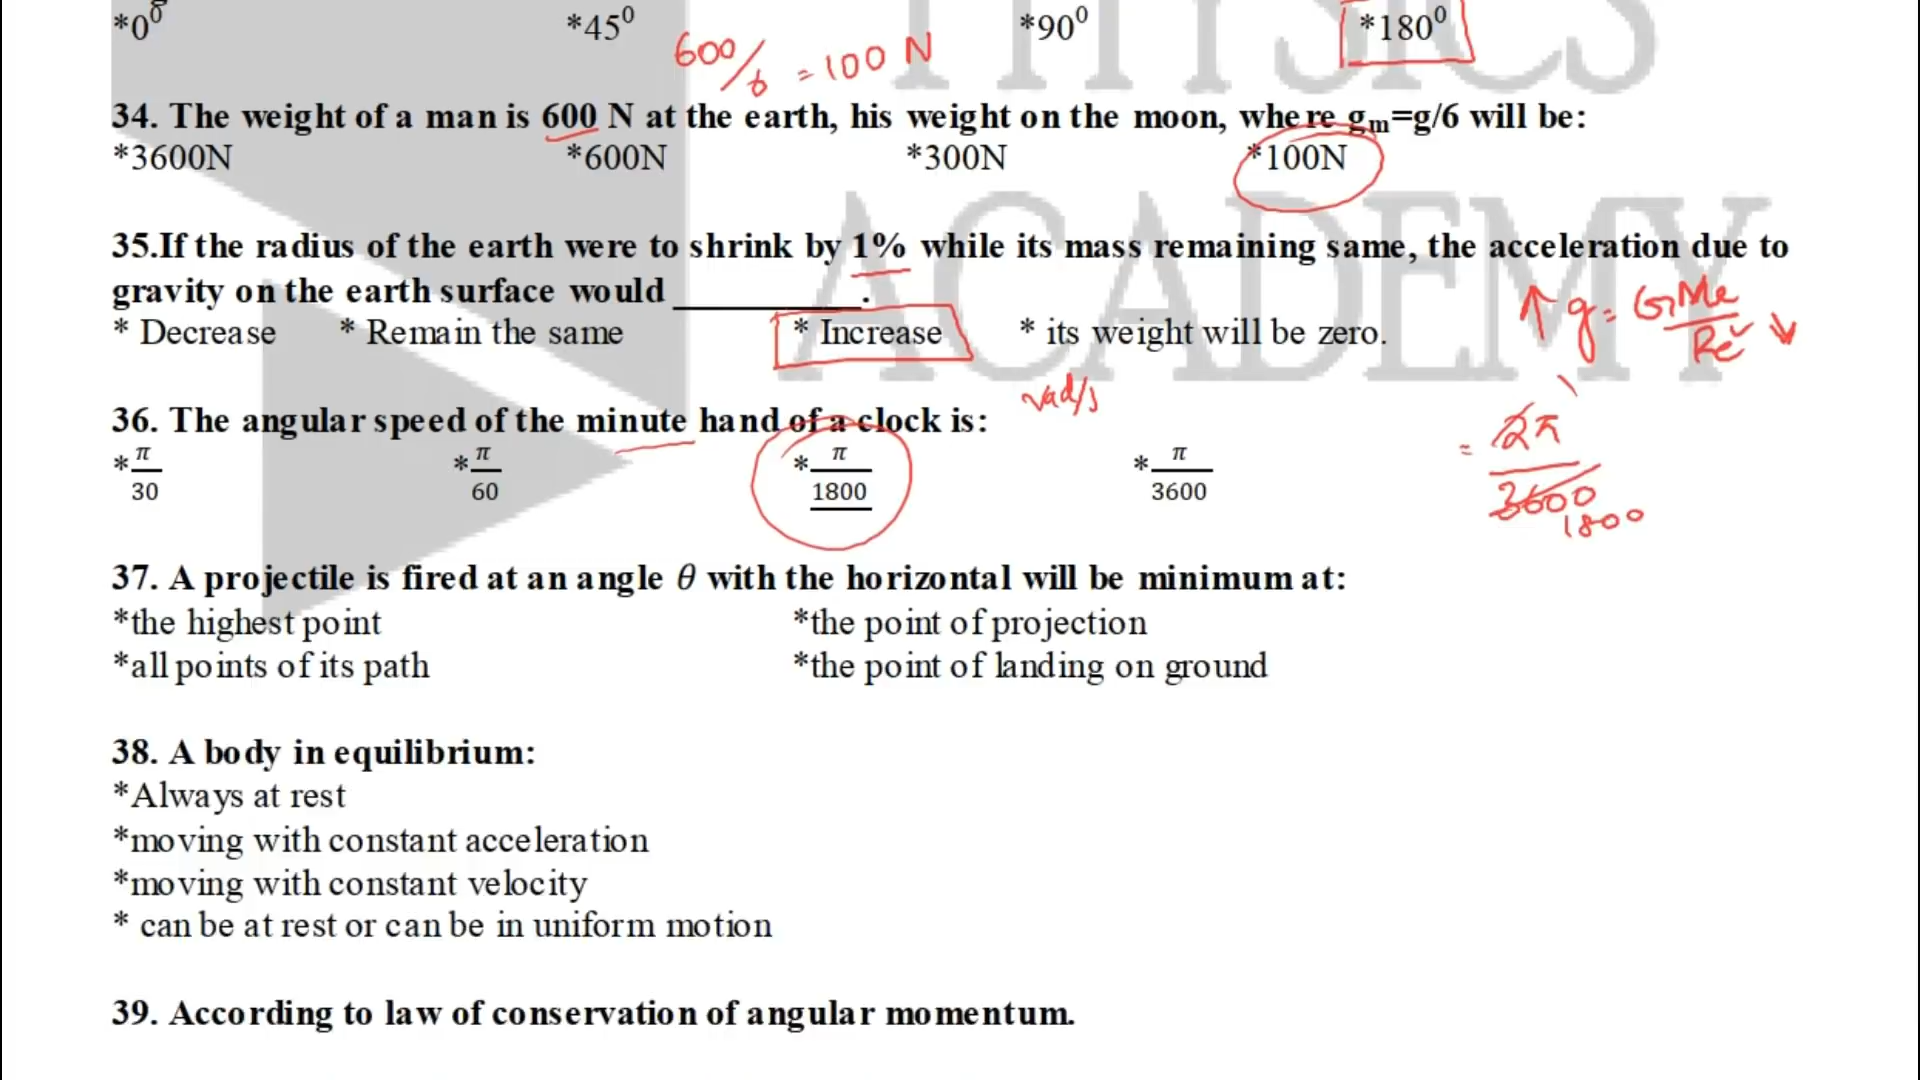 *0⁰ *45⁰ *90⁰ *180⁰
600/6 = 100 N
34. The weight of a man is 600 N at the earth, his weight on the moon, where gₘ=g/6 will be:
*3600N *600N *300N *100N
35.If the radius of the earth were to shrink by 1% while its mass remaining same, the acceleration due to
gravity on the earth surface would ___________.
* Decrease * Remain the same * Increase * its weight will be zero.
↑ g = GMe/Re² ↓
rad/s
36. The angular speed of the minute hand of a clock is:
*π/30 *π/60 *π/1800 *π/3600
= 2π/3600
1800
37. A projectile is fired at an angle θ with the horizontal will be minimum at:
*the highest point *the point of projection
*all points of its path *the point of landing on ground
38. A body in equilibrium:
*Always at rest
*moving with constant acceleration
*moving with constant velocity
* can be at rest or can be in uniform motion
39. According to law of conservation of angular momentum.
PHYSICS
ACADEMY